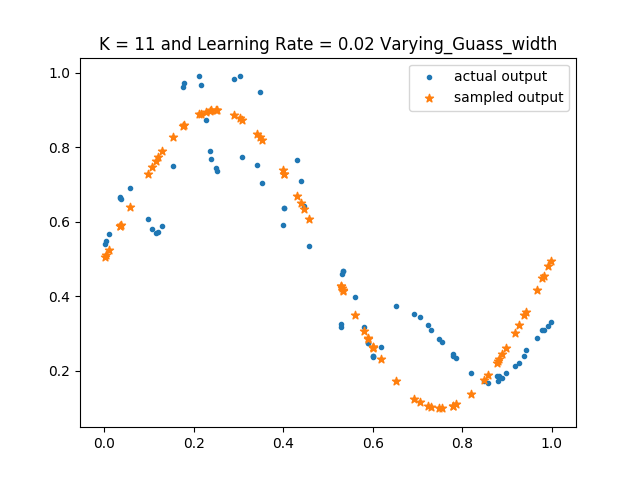 K = 11 and Learning Rate = 0.02 Varying_Guass_width
actual output
sampled output
1.0
0.8
0.6
0.4
0.2
0.0 0.2 0.4 0.6 0.8 1.0